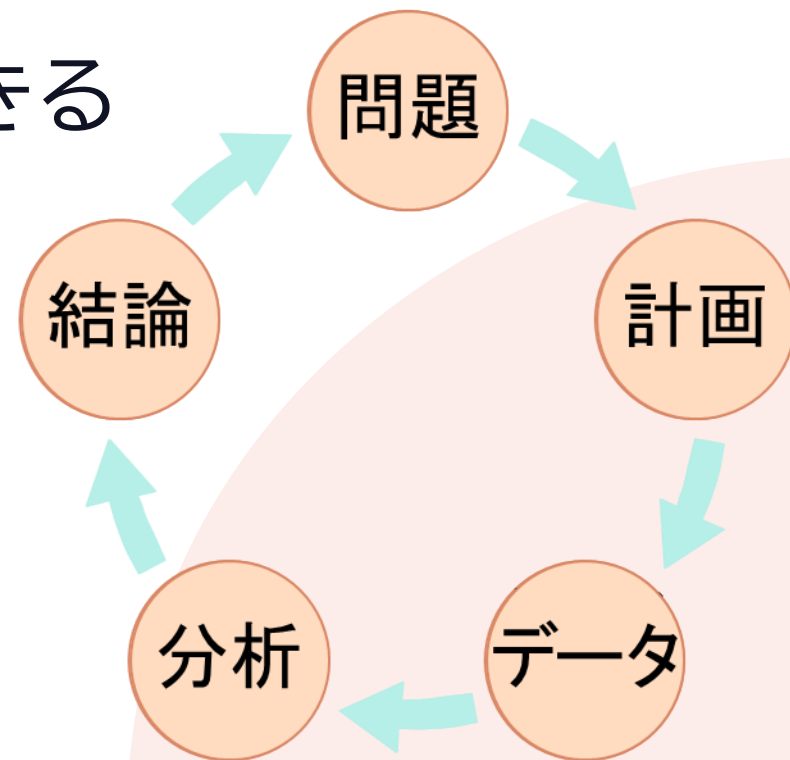 きる
問題
計画
データ
分析
結論